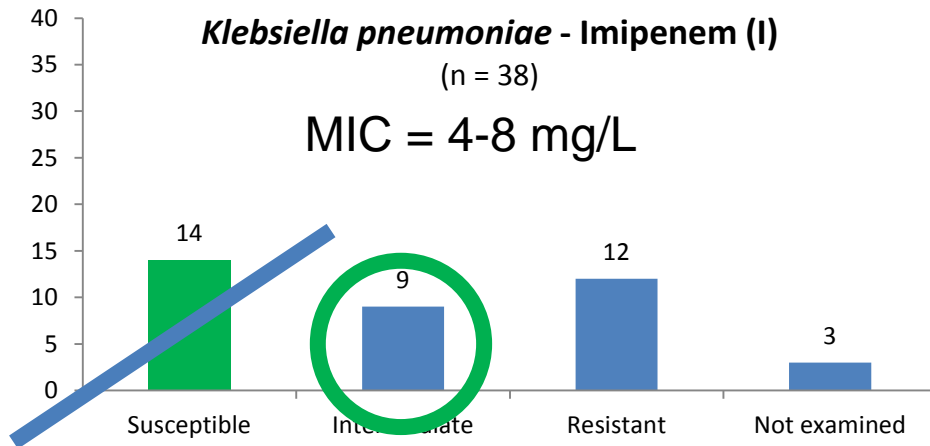 Klebsiella pneumoniae - Imipenem (I)
(n = 38)
MIC = 4-8 mg/L
40
35
30
25
20
15
10
5
0
14
9
12
3
Susceptible
Intermediate
Resistant
Not examined